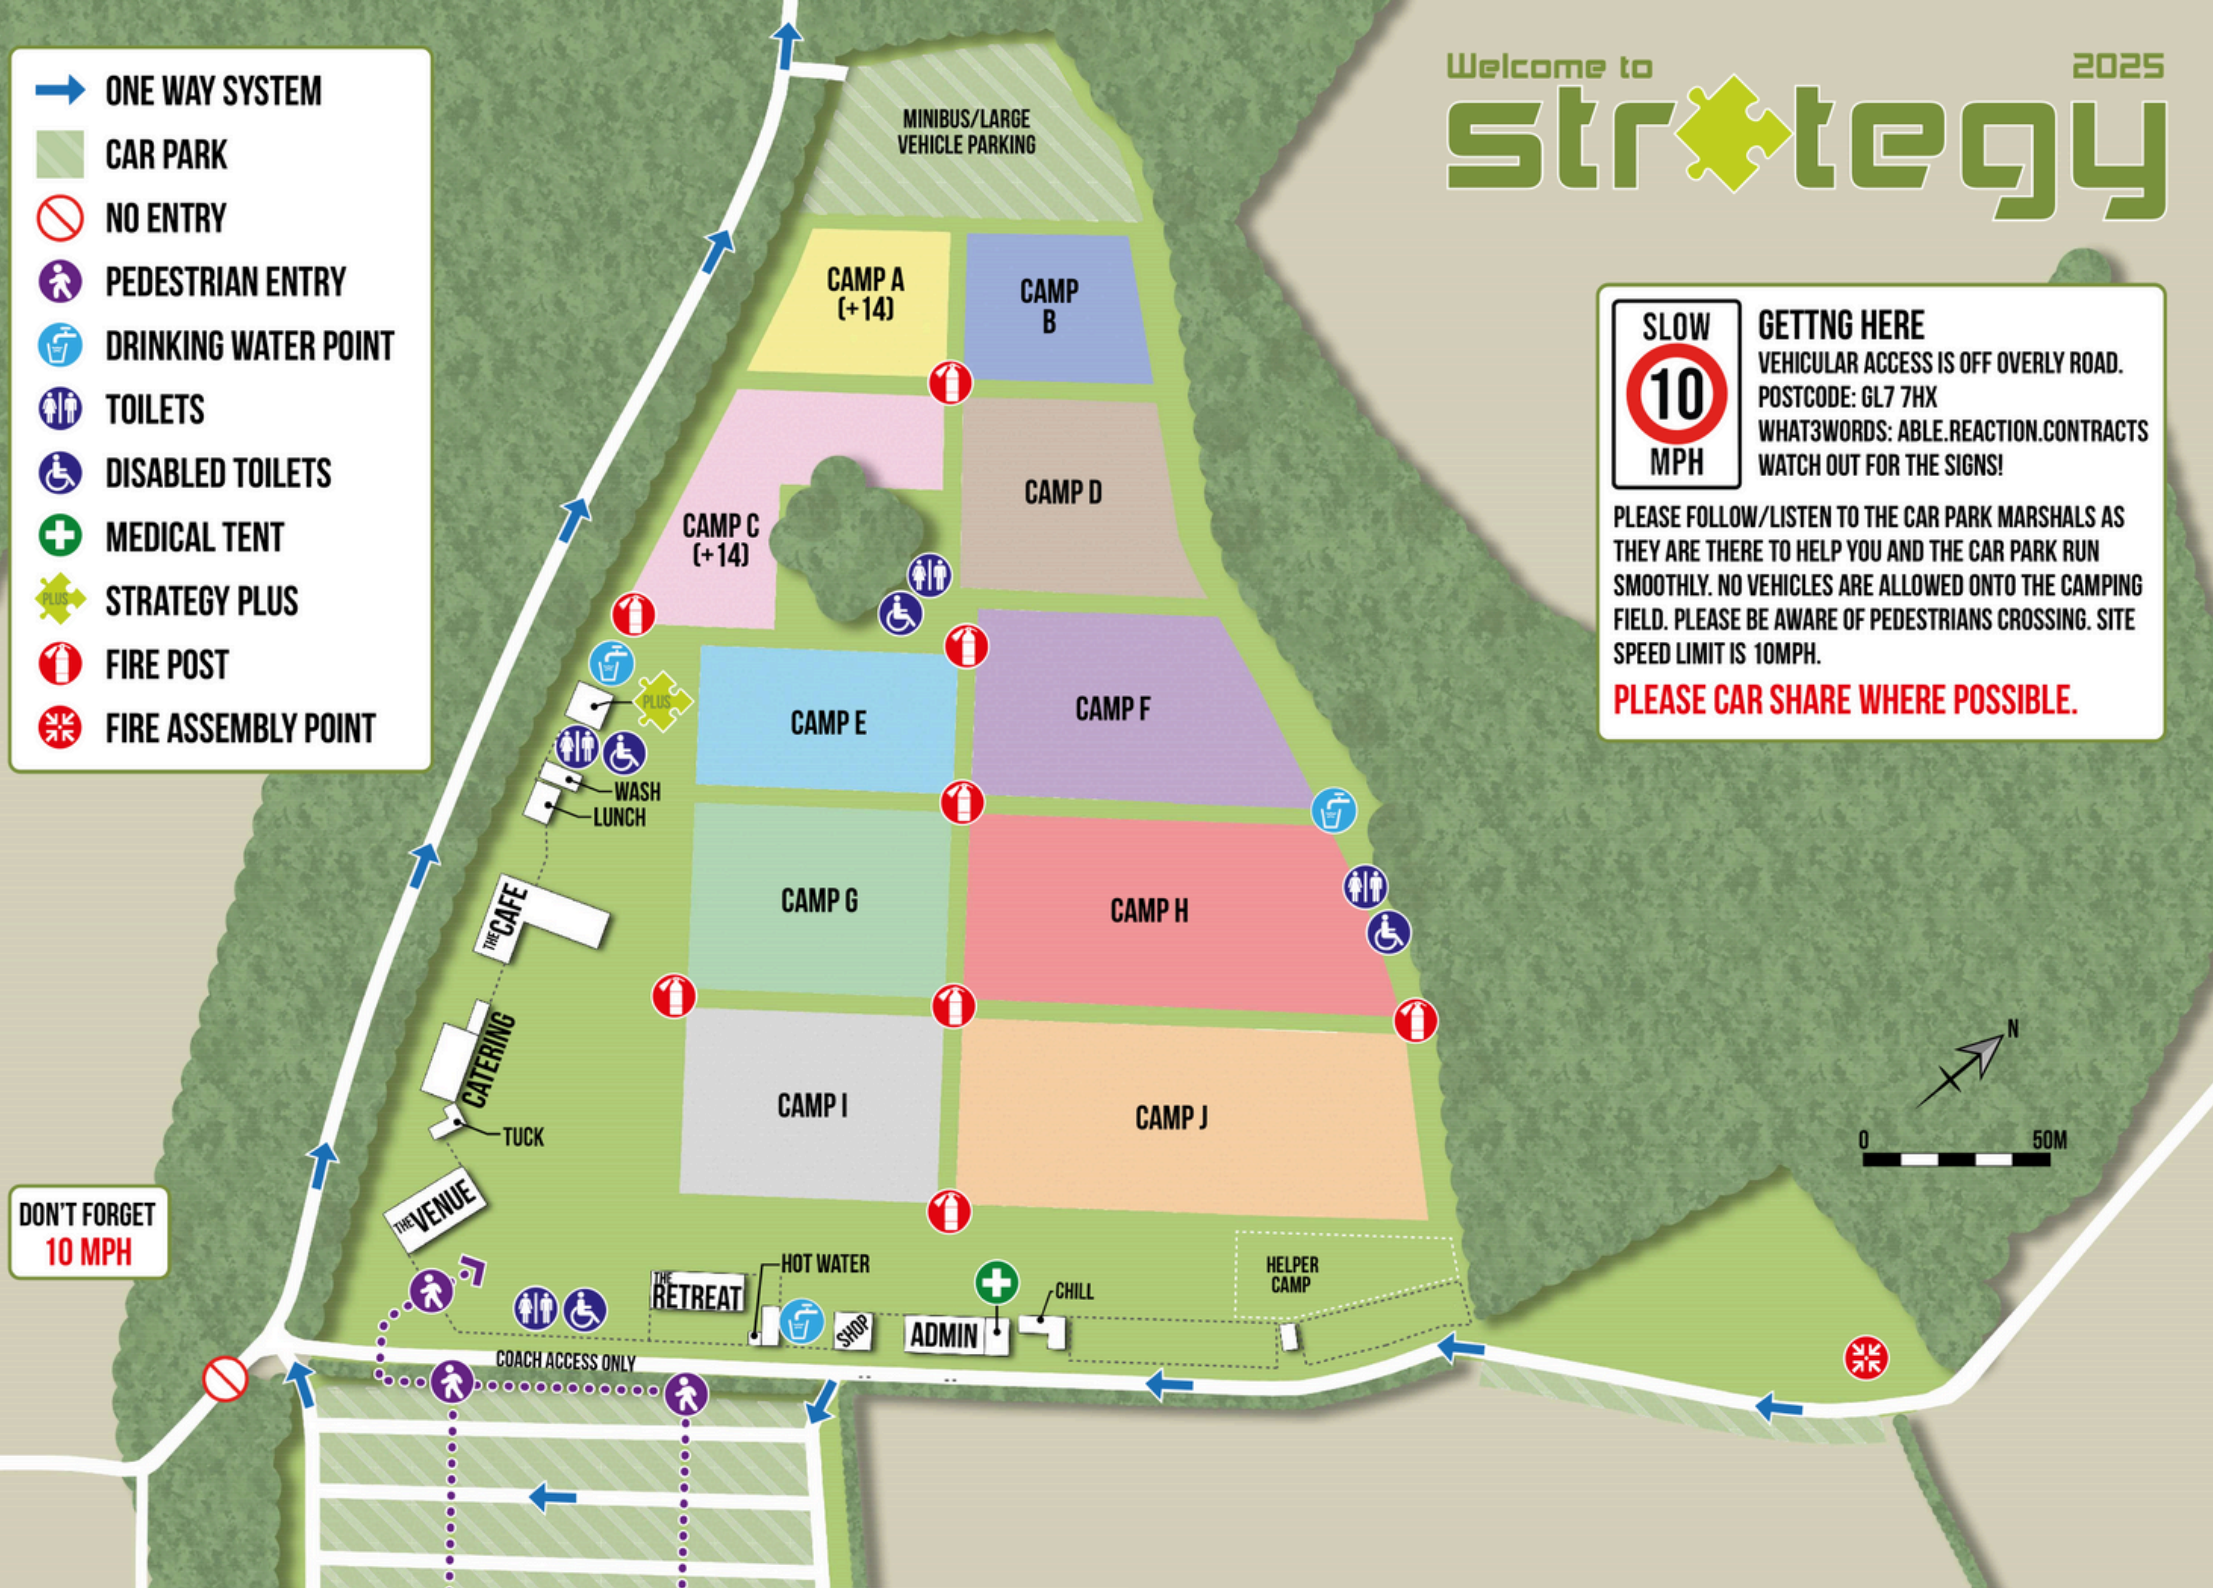 ONE WAY SYSTEM
CAR PARK
NO ENTRY
PEDESTRIAN ENTRY
DRINKING WATER POINT
TOILETS
DISABLED TOILETS
MEDICAL TENT
PLUS
STRATEGY PLUS
FIRE POST
FIRE ASSEMBLY POINT
Welcome to
2025
strategy
SLOW
10
MPH
GETTNG HERE
VEHICULAR ACCESS IS OFF OVERLY ROAD.
POSTCODE: GL7 7HX
WHAT3WORDS: ABLE.REACTION.CONTRACTS
WATCH OUT FOR THE SIGNS!
PLEASE FOLLOW/LISTEN TO THE CAR PARK MARSHALS AS
THEY ARE THERE TO HELP YOU AND THE CAR PARK RUN
SMOOTHLY. NO VEHICLES ARE ALLOWED ONTO THE CAMPING
FIELD. PLEASE BE AWARE OF PEDESTRIANS CROSSING. SITE
SPEED LIMIT IS 10MPH.
PLEASE CAR SHARE WHERE POSSIBLE.
MINIBUS/LARGE
VEHICLE PARKING
CAMP A
(+14)
CAMP
B
CAMP C
(+14)
CAMP D
PLUS
CAMP E
CAMP F
WASH
LUNCH
CAMP G
CAMP H
THE CAFE
CATERING
TUCK
CAMP I
CAMP J
N
0
50M
THE VENUE
DON'T FORGET
10 MPH
HOT WATER
THE
RETREAT
SHOP
ADMIN
CHILL
HELPER
CAMP
COACH ACCESS ONLY